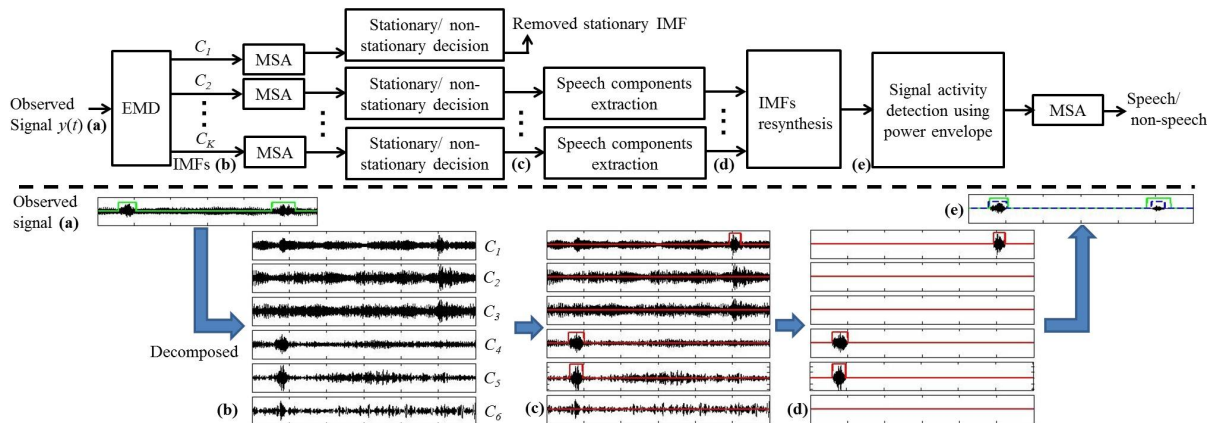 Observed
Signal y(t) (a)
EMD
C1
C2
⋮
CK
IMFs (b)
MSA
MSA
⋮
MSA
Stationary/ non-
stationary decision
Removed stationary IMF
Stationary/ non-
stationary decision
⋮
Stationary/ non-
stationary decision
⋮
(c)
Speech components
extraction
Speech components
extraction
⋮
(d)
IMFs
resynthesis
(e)
Signal activity
detection using
power envelope
MSA
Speech/
non-speech
Observed
signal (a)
(e)
Decomposed
C1
C2
C3
C4
C5
C6
(b)
(c)
(d)